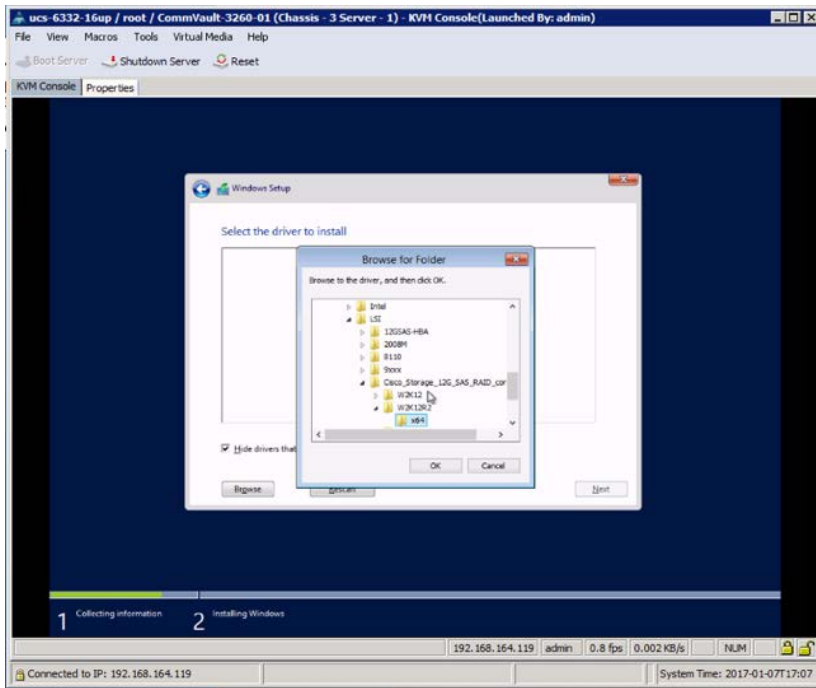 ucs-6332-16up / root / CommVault-3260-01 (Chassis - 3 Server - 1) - KVM Console(Launched By: admin)
File View Macros Tools Virtual Media Help
Boot Server Shutdown Server Reset
KVM Console Properties
Windows Setup
Select the driver to install
Browse for Folder
Browse to the driver, and then click OK.
Intel
LSI
12GSAS-HBA
2008M
8110
9xxx
Cisco_Storage_12G_SAS_RAID_cor
W2K12
W2K12R2
x64
Hide drivers that
OK Cancel
Browse Rescan Next
1 Collecting information 2 Installing Windows
192.168.164.119 admin 0.8 fps 0.002 KB/s NUM
Connected to IP: 192.168.164.119 System Time: 2017-01-07T17:07